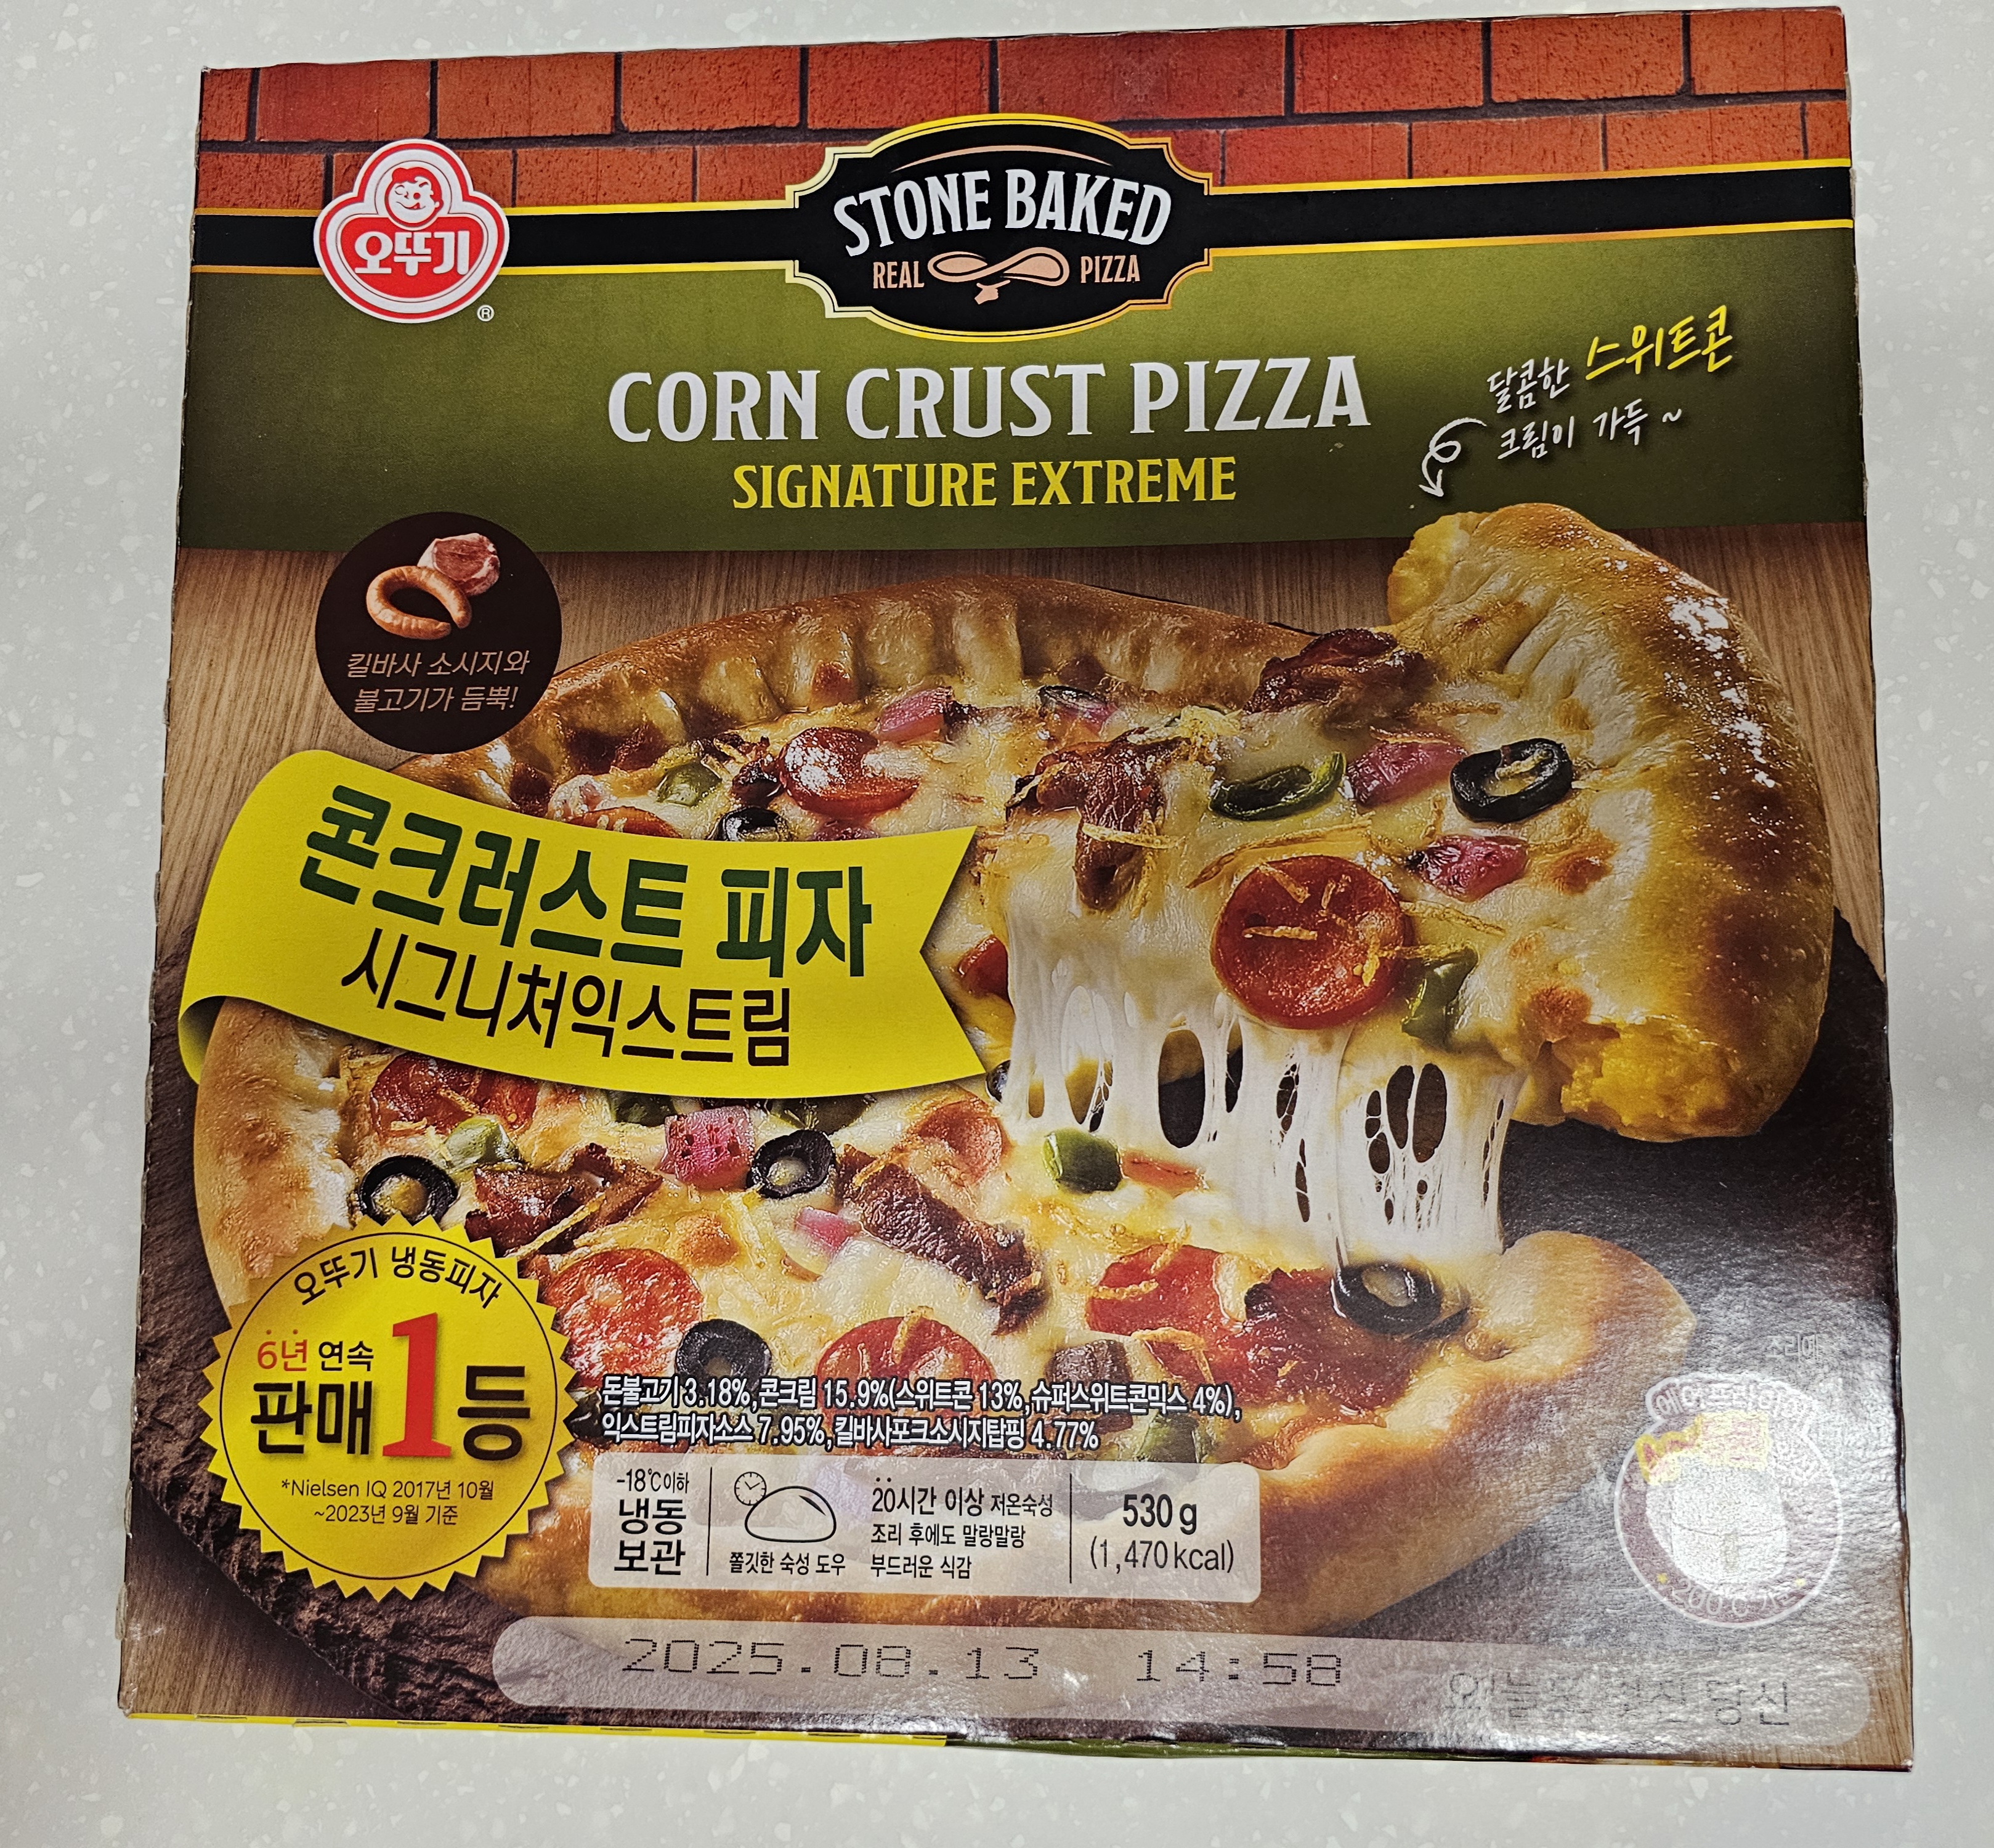 오뚜기
®
STONE BAKED
REAL PIZZA
CORN CRUST PIZZA
SIGNATURE EXTREME
달콤한 스위트콘
크림이 가득 ~
킬바사 소시지와
불고기가 듬뿍!
콘크러스트 피자
시그니처익스트림
오뚜기 냉동피자
6년 연속
판매 1등
*Nielsen IQ 2017년 10월
~2023년 9월 기준
돈불고기 3.18%, 콘크림 15.9%(스위트콘 13%, 슈퍼스위트콘믹스 4%),
익스트림피자소스 7.95%, 킬바사포크소시지탑핑 4.77%
-18℃이하
냉동
보관
쫄깃한 숙성 도우
20시간 이상 저온숙성
조리 후에도 말랑말랑
부드러운 식감
530 g
(1,470 kcal)
조리예
200℃ 기준
2025.08.13 14:58
당신